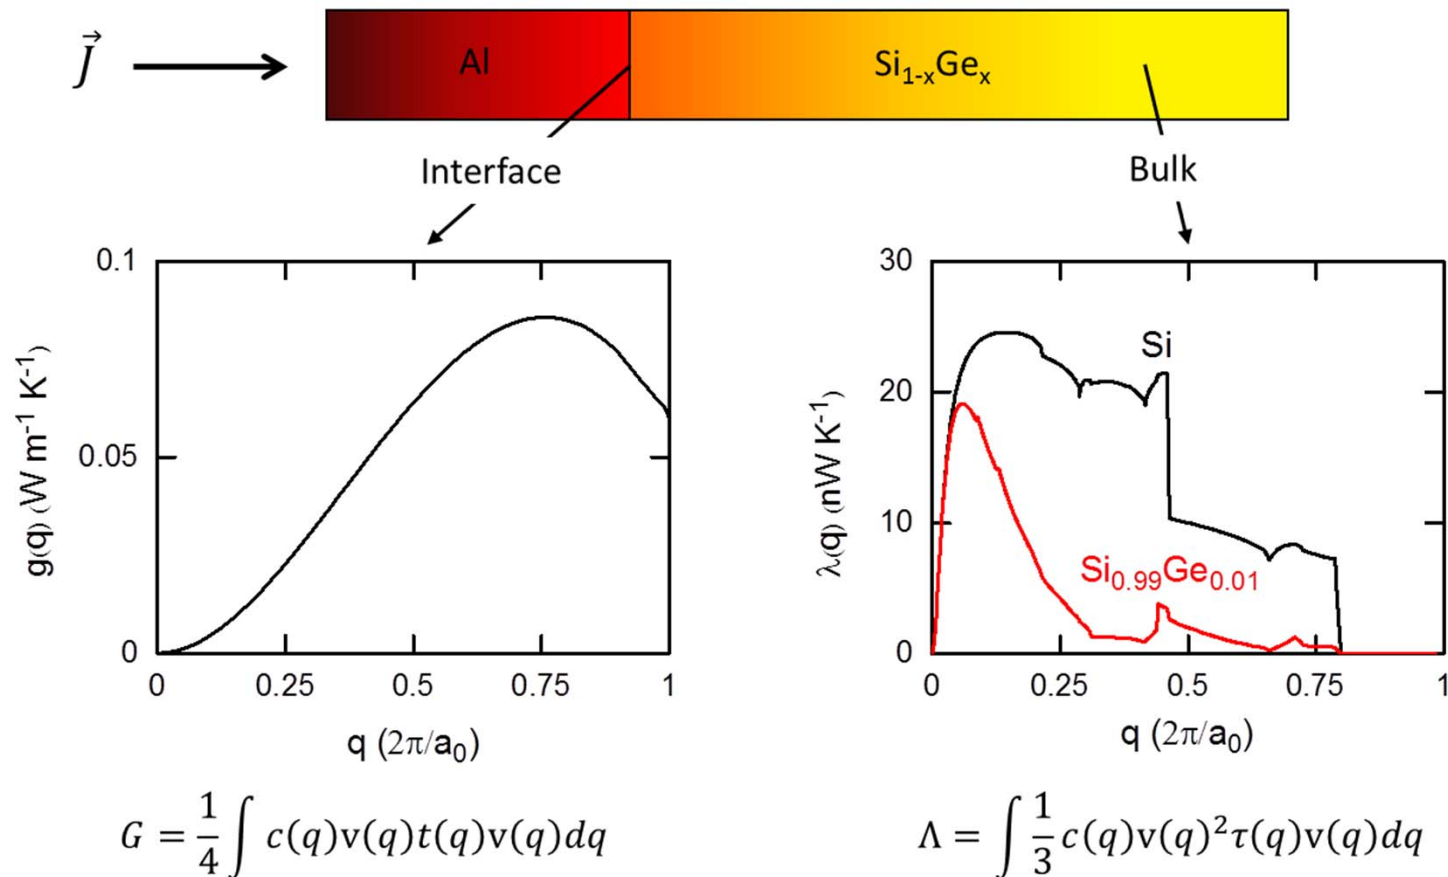 J⃗
Al
Si₁₋ₓGeₓ
Interface
Bulk
0.1
0.05
0
g(q) (W m⁻¹ K⁻¹)
0 0.25 0.5 0.75 1
q (2π/a₀)
30
20
10
0
λ(q) (nW K⁻¹)
Si
Si₀.₉₉Ge₀.₀₁
0 0.25 0.5 0.75 1
q (2π/a₀)
G = 1/4 ∫ c(q)v(q)t(q)v(q)dq
Λ = ∫ 1/3 c(q)v(q)²τ(q)v(q)dq